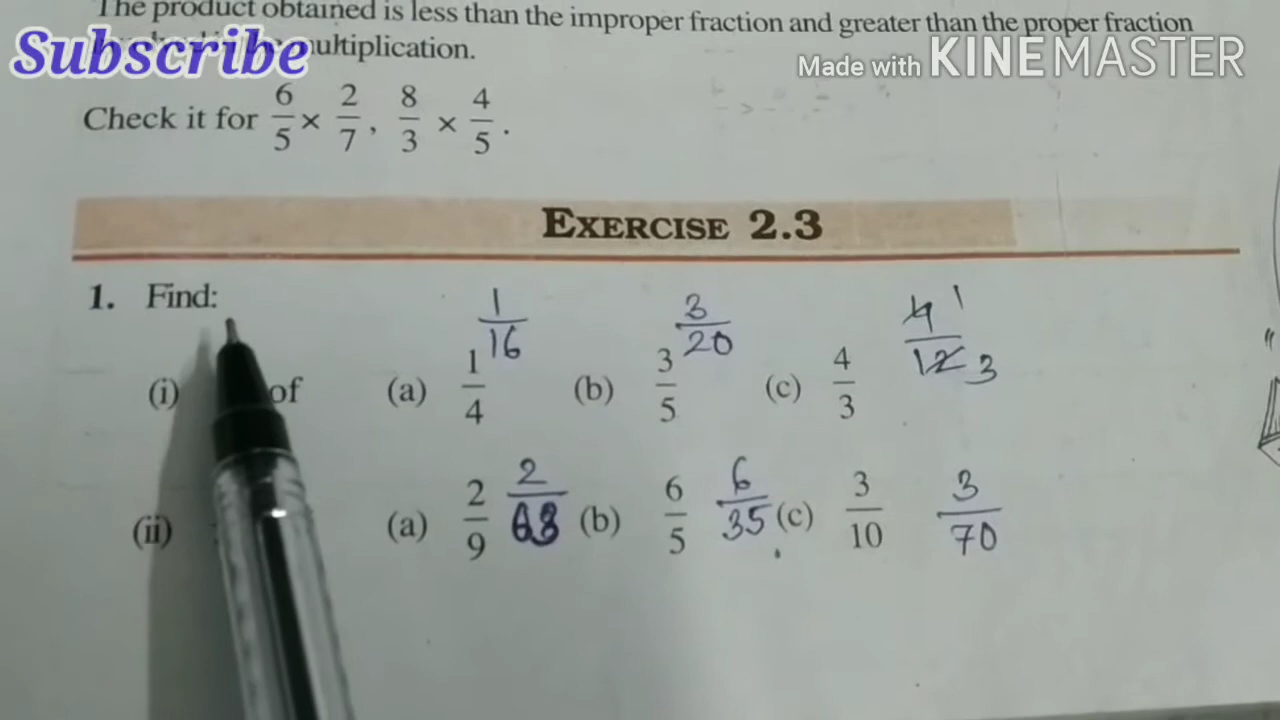 The product obtained is less than the improper fraction and greater than the proper fraction
Subscribe multiplication.
Made with KINEMASTER
Check it for 6/5 × 2/7, 8/3 × 4/5.
EXERCISE 2.3
1. Find:
1/16 3/20 4/12 1 3
(i) of (a) 1/4 (b) 3/5 (c) 4/3
(ii) (a) 2/9 2/63 (b) 6/5 6/35 (c) 3/10 3/70